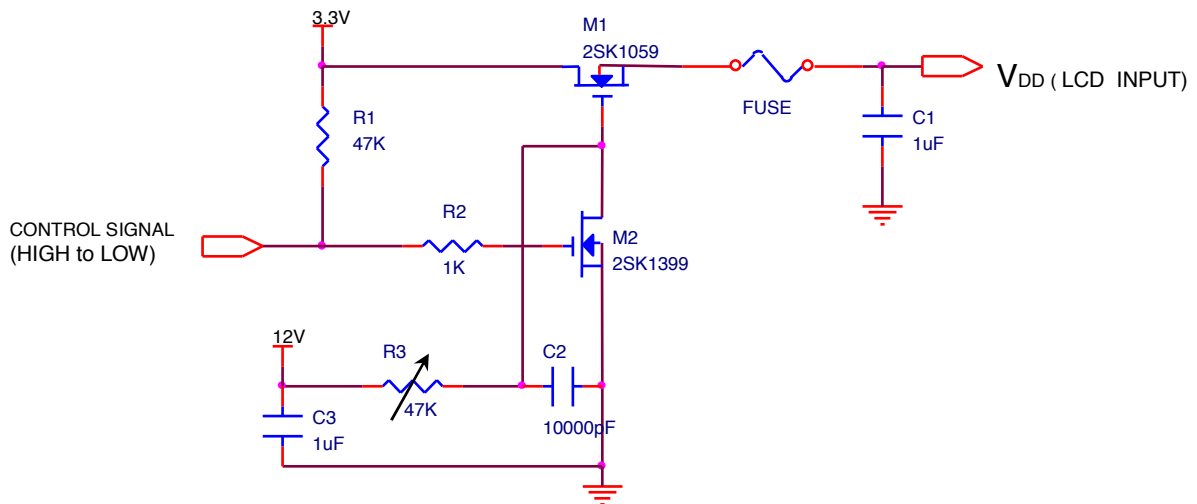 3.3V
M1
2SK1059
FUSE
VDD ( LCD INPUT)
R1
47K
C1
1uF
CONTROL SIGNAL
(HIGH to LOW)
R2
1K
M2
2SK1399
12V
R3
47K
C2
10000pF
C3
1uF